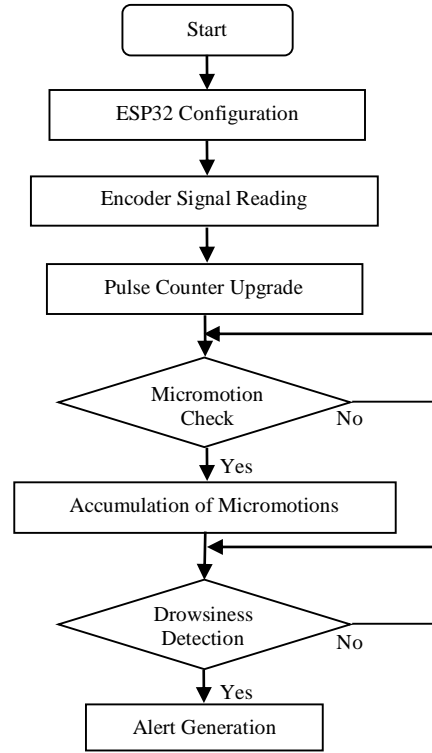 Start
ESP32 Configuration
Encoder Signal Reading
Pulse Counter Upgrade
Micromotion
Check
No
Yes
Accumulation of Micromotions
Drowsiness
Detection
No
Yes
Alert Generation